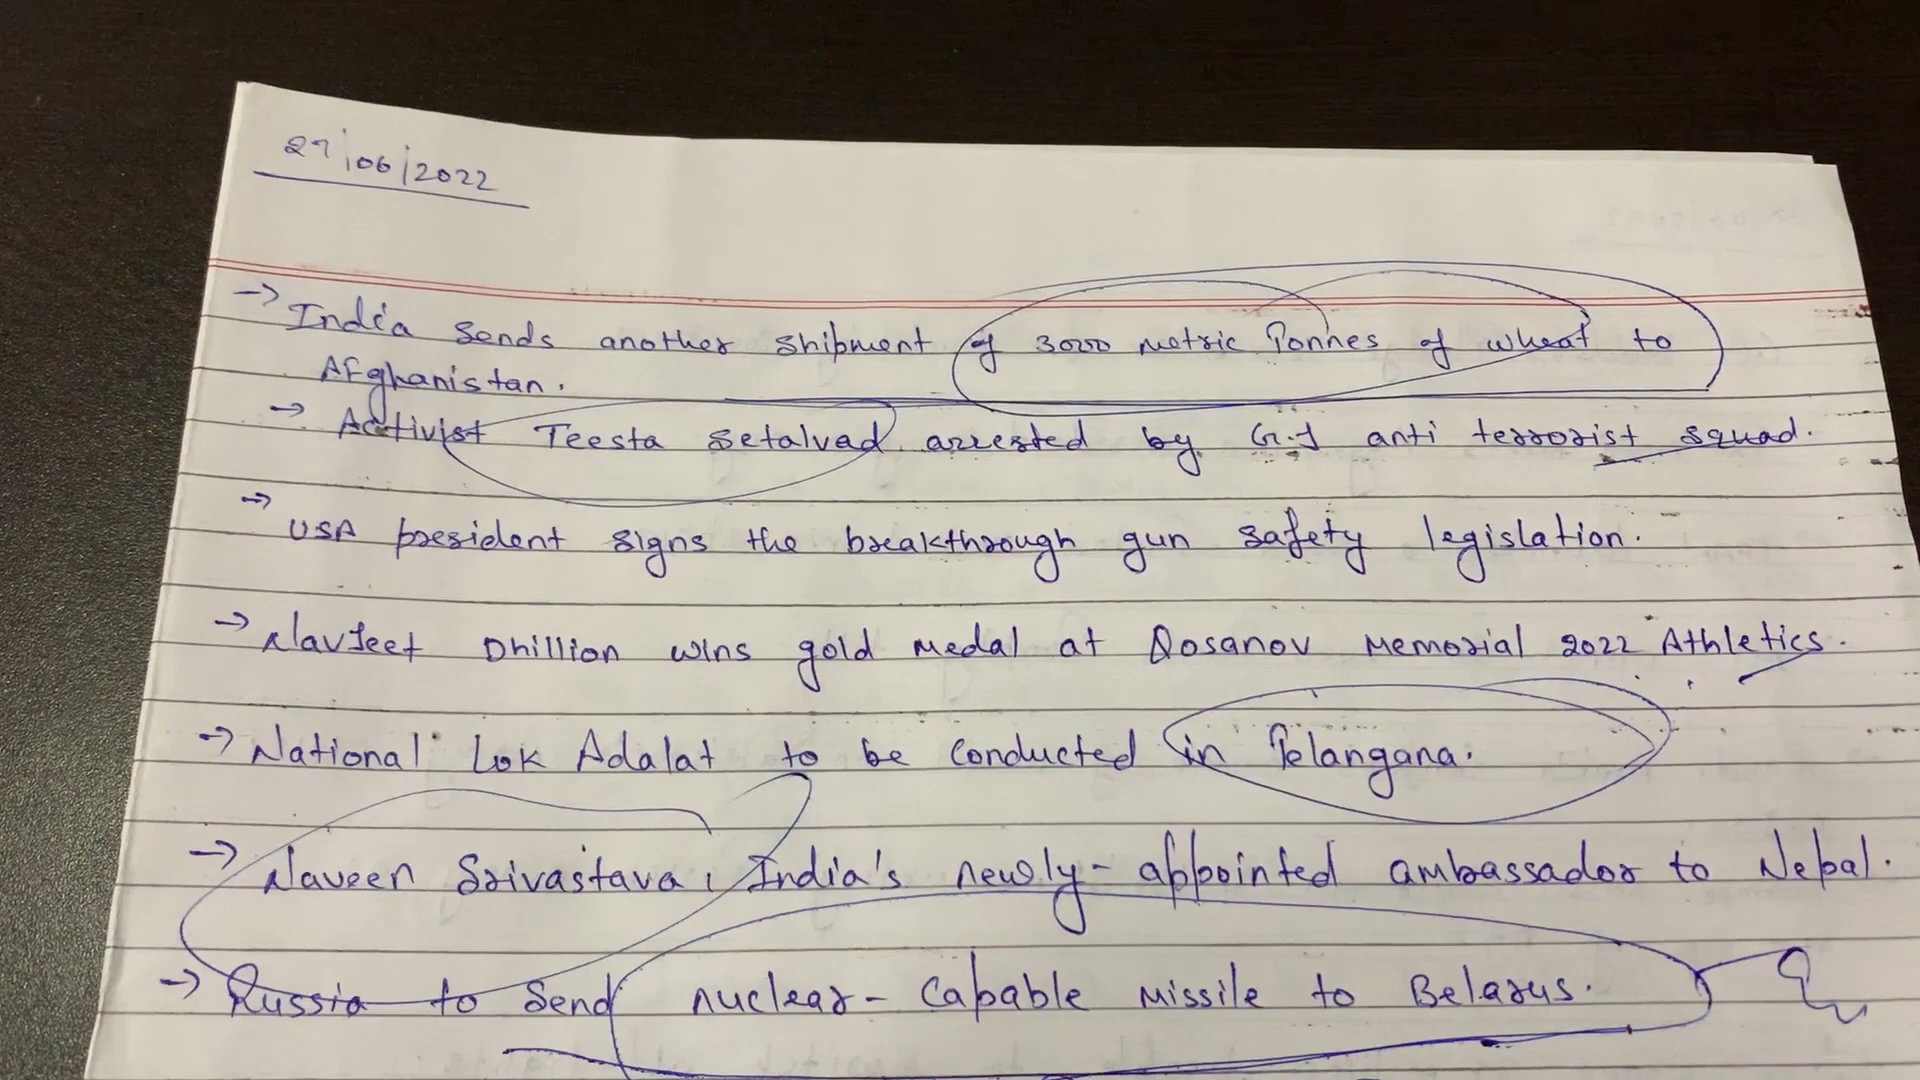 27/06/2022
→ India sends another shipment of 3000 metric Tonnes of wheat to
Afghanistan.
→ Activist Teesta Setalvad arrested by G.J anti terrorist squad.
→ USA president signs the breakthrough gun safety legislation.
→ Navjeet Dhillion wins gold medal at Qosanov Memorial 2022 Athletics.
→ National Lok Adalat to be conducted in Telangana.
→ Naveen Srivastava, India's newly-appointed ambassador to Nepal.
→ Russia to send nuclear-capable missile to Belarus.